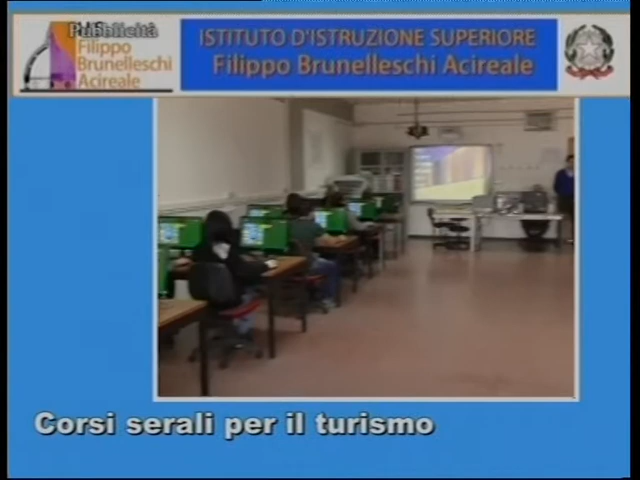 Pubblicità
Filippo
Brunelleschi
Acireale
ISTITUTO D'ISTRUZIONE SUPERIORE
Filippo Brunelleschi Acireale
Corsi serali per il turismo